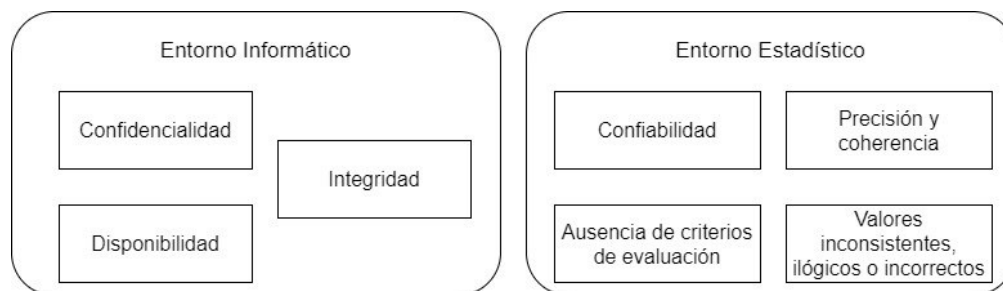 Entorno Informático
Confidencialidad
Integridad
Disponibilidad
Entorno Estadístico
Confiabilidad
Precisión y
coherencia
Ausencia de criterios
de evaluación
Valores
inconsistentes,
ilógicos o incorrectos